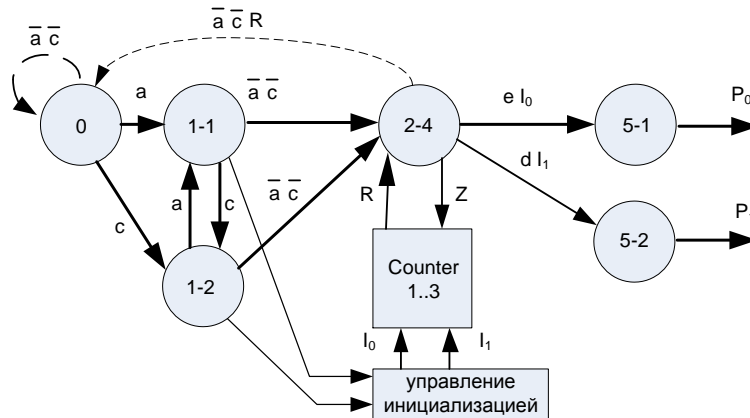 a̅ c̅ R
a̅ c̅
a
a̅ c̅
e I₀
P₀
0
1-1
2-4
5-1
a̅ c̅
d I₁
c
a
c
R
Z
P
1-2
Counter
1..3
5-2
I₀
I₁
управление
инициализацией